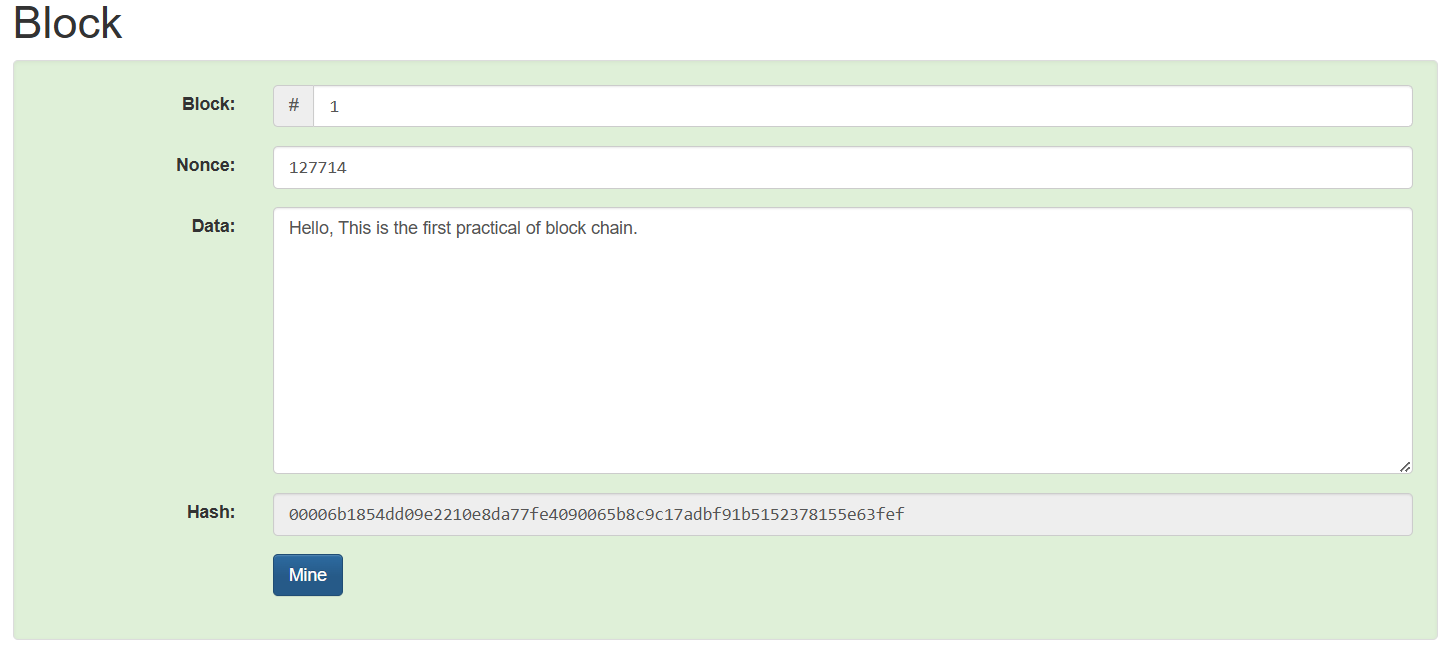 Block
Block: # 1
Nonce: 127714
Data: Hello, This is the first practical of block chain.
Hash: 00006b1854dd09e2210e8da77fe4090065b8c9c17adbf91b5152378155e63fef
Mine